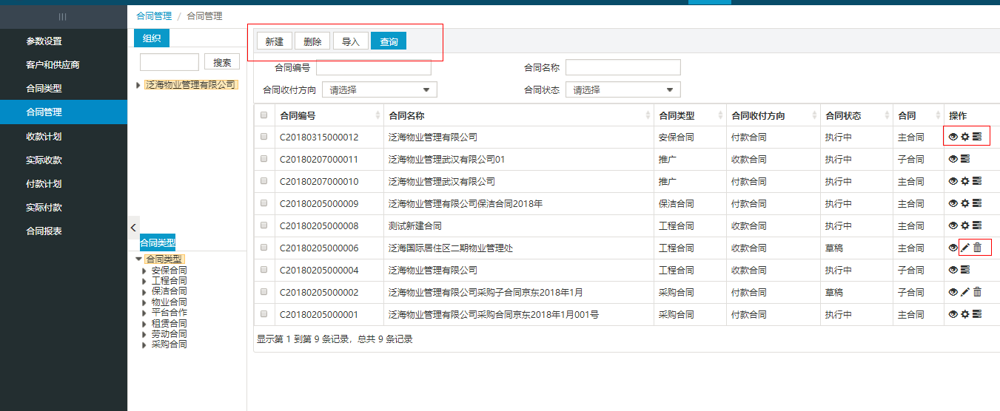 合同管理 / 合同管理
参数设置
客户和供应商
合同类型
合同管理
收款计划
实际收款
付款计划
实际付款
合同报表
组织
搜索
泛海物业管理有限公司
合同类型
合同类型
安保合同
工程合同
保洁合同
物业合同
平台合作
租赁合同
劳动合同
采购合同
新建 删除 导入 查询
合同编号 合同名称
合同收付方向 请选择 合同状态 请选择
合同编号 合同名称 合同类型 合同收付方向 合同状态 合同 操作
C20180315000012 泛海物业管理有限公司 安保合同 付款合同 执行中 主合同
C20180207000011 泛海物业管理武汉有限公司01 推广 收款合同 执行中 子合同
C20180207000010 泛海物业管理武汉有限公司 推广 付款合同 执行中 主合同
C20180205000009 泛海物业管理有限公司保洁合同2018年 保洁合同 付款合同 执行中 主合同
C20180205000008 测试新建合同 工程合同 收款合同 执行中 主合同
C20180205000006 泛海国际居住区二期物业管理处 工程合同 收款合同 草稿 主合同
C20180205000004 泛海物业管理有限公司 工程合同 收款合同 执行中 子合同
C20180205000002 泛海物业管理有限公司采购子合同京东2018年1月 采购合同 付款合同 草稿 子合同
C20180205000001 泛海物业管理有限公司采购合同京东2018年1月001号 采购合同 付款合同 执行中 主合同
显示第 1 到第 9 条记录，总共 9 条记录